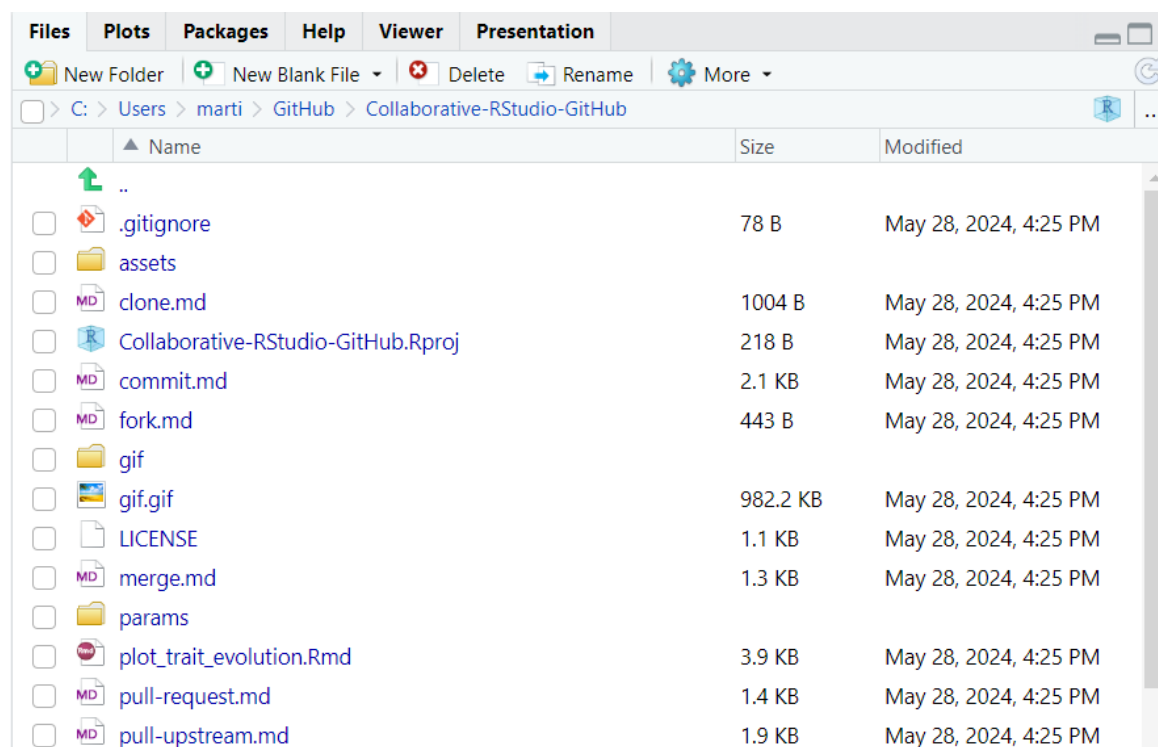 Files Plots Packages Help Viewer Presentation
New Folder New Blank File Delete Rename More
C: > Users > marti > GitHub > Collaborative-RStudio-GitHub R ..
Name Size Modified
..
.gitignore 78 B May 28, 2024, 4:25 PM
assets
MD clone.md 1004 B May 28, 2024, 4:25 PM
R Collaborative-RStudio-GitHub.Rproj 218 B May 28, 2024, 4:25 PM
MD commit.md 2.1 KB May 28, 2024, 4:25 PM
MD fork.md 443 B May 28, 2024, 4:25 PM
gif
gif.gif 982.2 KB May 28, 2024, 4:25 PM
LICENSE 1.1 KB May 28, 2024, 4:25 PM
MD merge.md 1.3 KB May 28, 2024, 4:25 PM
params
Rmd plot_trait_evolution.Rmd 3.9 KB May 28, 2024, 4:25 PM
MD pull-request.md 1.4 KB May 28, 2024, 4:25 PM
MD pull-upstream.md 1.9 KB May 28, 2024, 4:25 PM